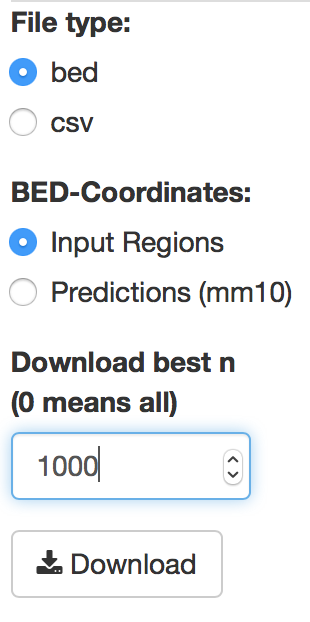 File type:
bed
csv
BED-Coordinates:
Input Regions
Predictions (mm10)
Download best n
(0 means all)
1000
Download